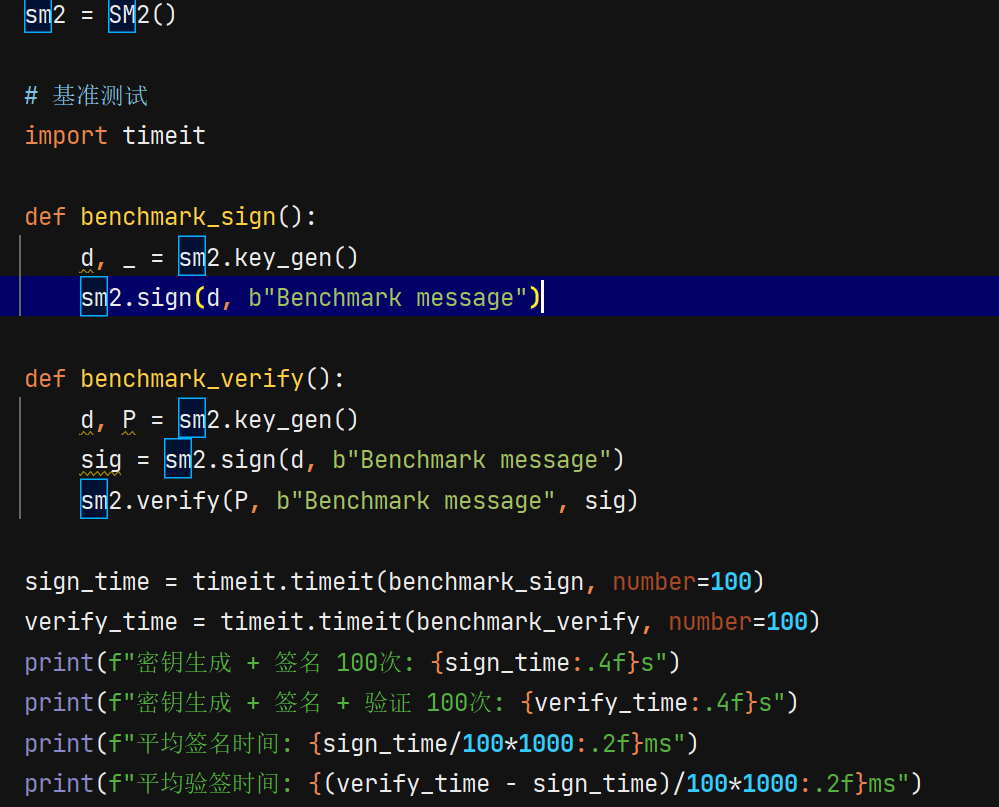 sm2 = SM2()
# 基准测试
import timeit
def benchmark_sign():
    d, _ = sm2.key_gen()
    sm2.sign(d, b"Benchmark message")
def benchmark_verify():
    d, P = sm2.key_gen()
    sig = sm2.sign(d, b"Benchmark message")
    sm2.verify(P, b"Benchmark message", sig)
sign_time = timeit.timeit(benchmark_sign, number=100)
verify_time = timeit.timeit(benchmark_verify, number=100)
print(f"密钥生成 + 签名 100次: {sign_time:.4f}s")
print(f"密钥生成 + 签名 + 验证 100次: {verify_time:.4f}s")
print(f"平均签名时间: {sign_time/100*1000:.2f}ms")
print(f"平均验签时间: {(verify_time - sign_time)/100*1000:.2f}ms")